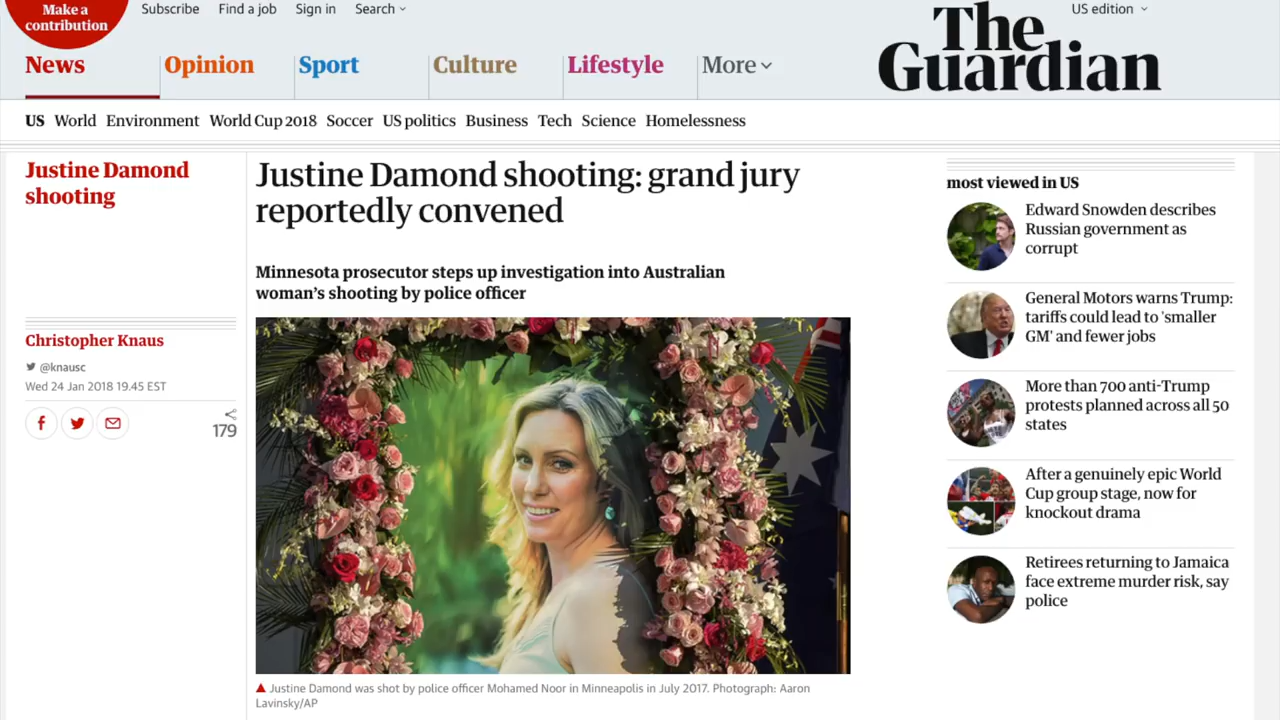 Make a
contribution
Subscribe
Find a job
Sign in
Search
US edition
The
Guardian
News
Opinion
Sport
Culture
Lifestyle
More
US World Environment World Cup 2018 Soccer US politics Business Tech Science Homelessness
Justine Damond
shooting
Justine Damond shooting: grand jury
reportedly convened
Minnesota prosecutor steps up investigation into Australian
woman's shooting by police officer
Christopher Knaus
@knausc
Wed 24 Jan 2018 19.45 EST
179
Justine Damond was shot by police officer Mohamed Noor in Minneapolis in July 2017. Photograph: Aaron
Lavinsky/AP
most viewed in US
Edward Snowden describes
Russian government as
corrupt
General Motors warns Trump:
tariffs could lead to 'smaller
GM' and fewer jobs
More than 700 anti-Trump
protests planned across all 50
states
After a genuinely epic World
Cup group stage, now for
knockout drama
Retirees returning to Jamaica
face extreme murder risk, say
police